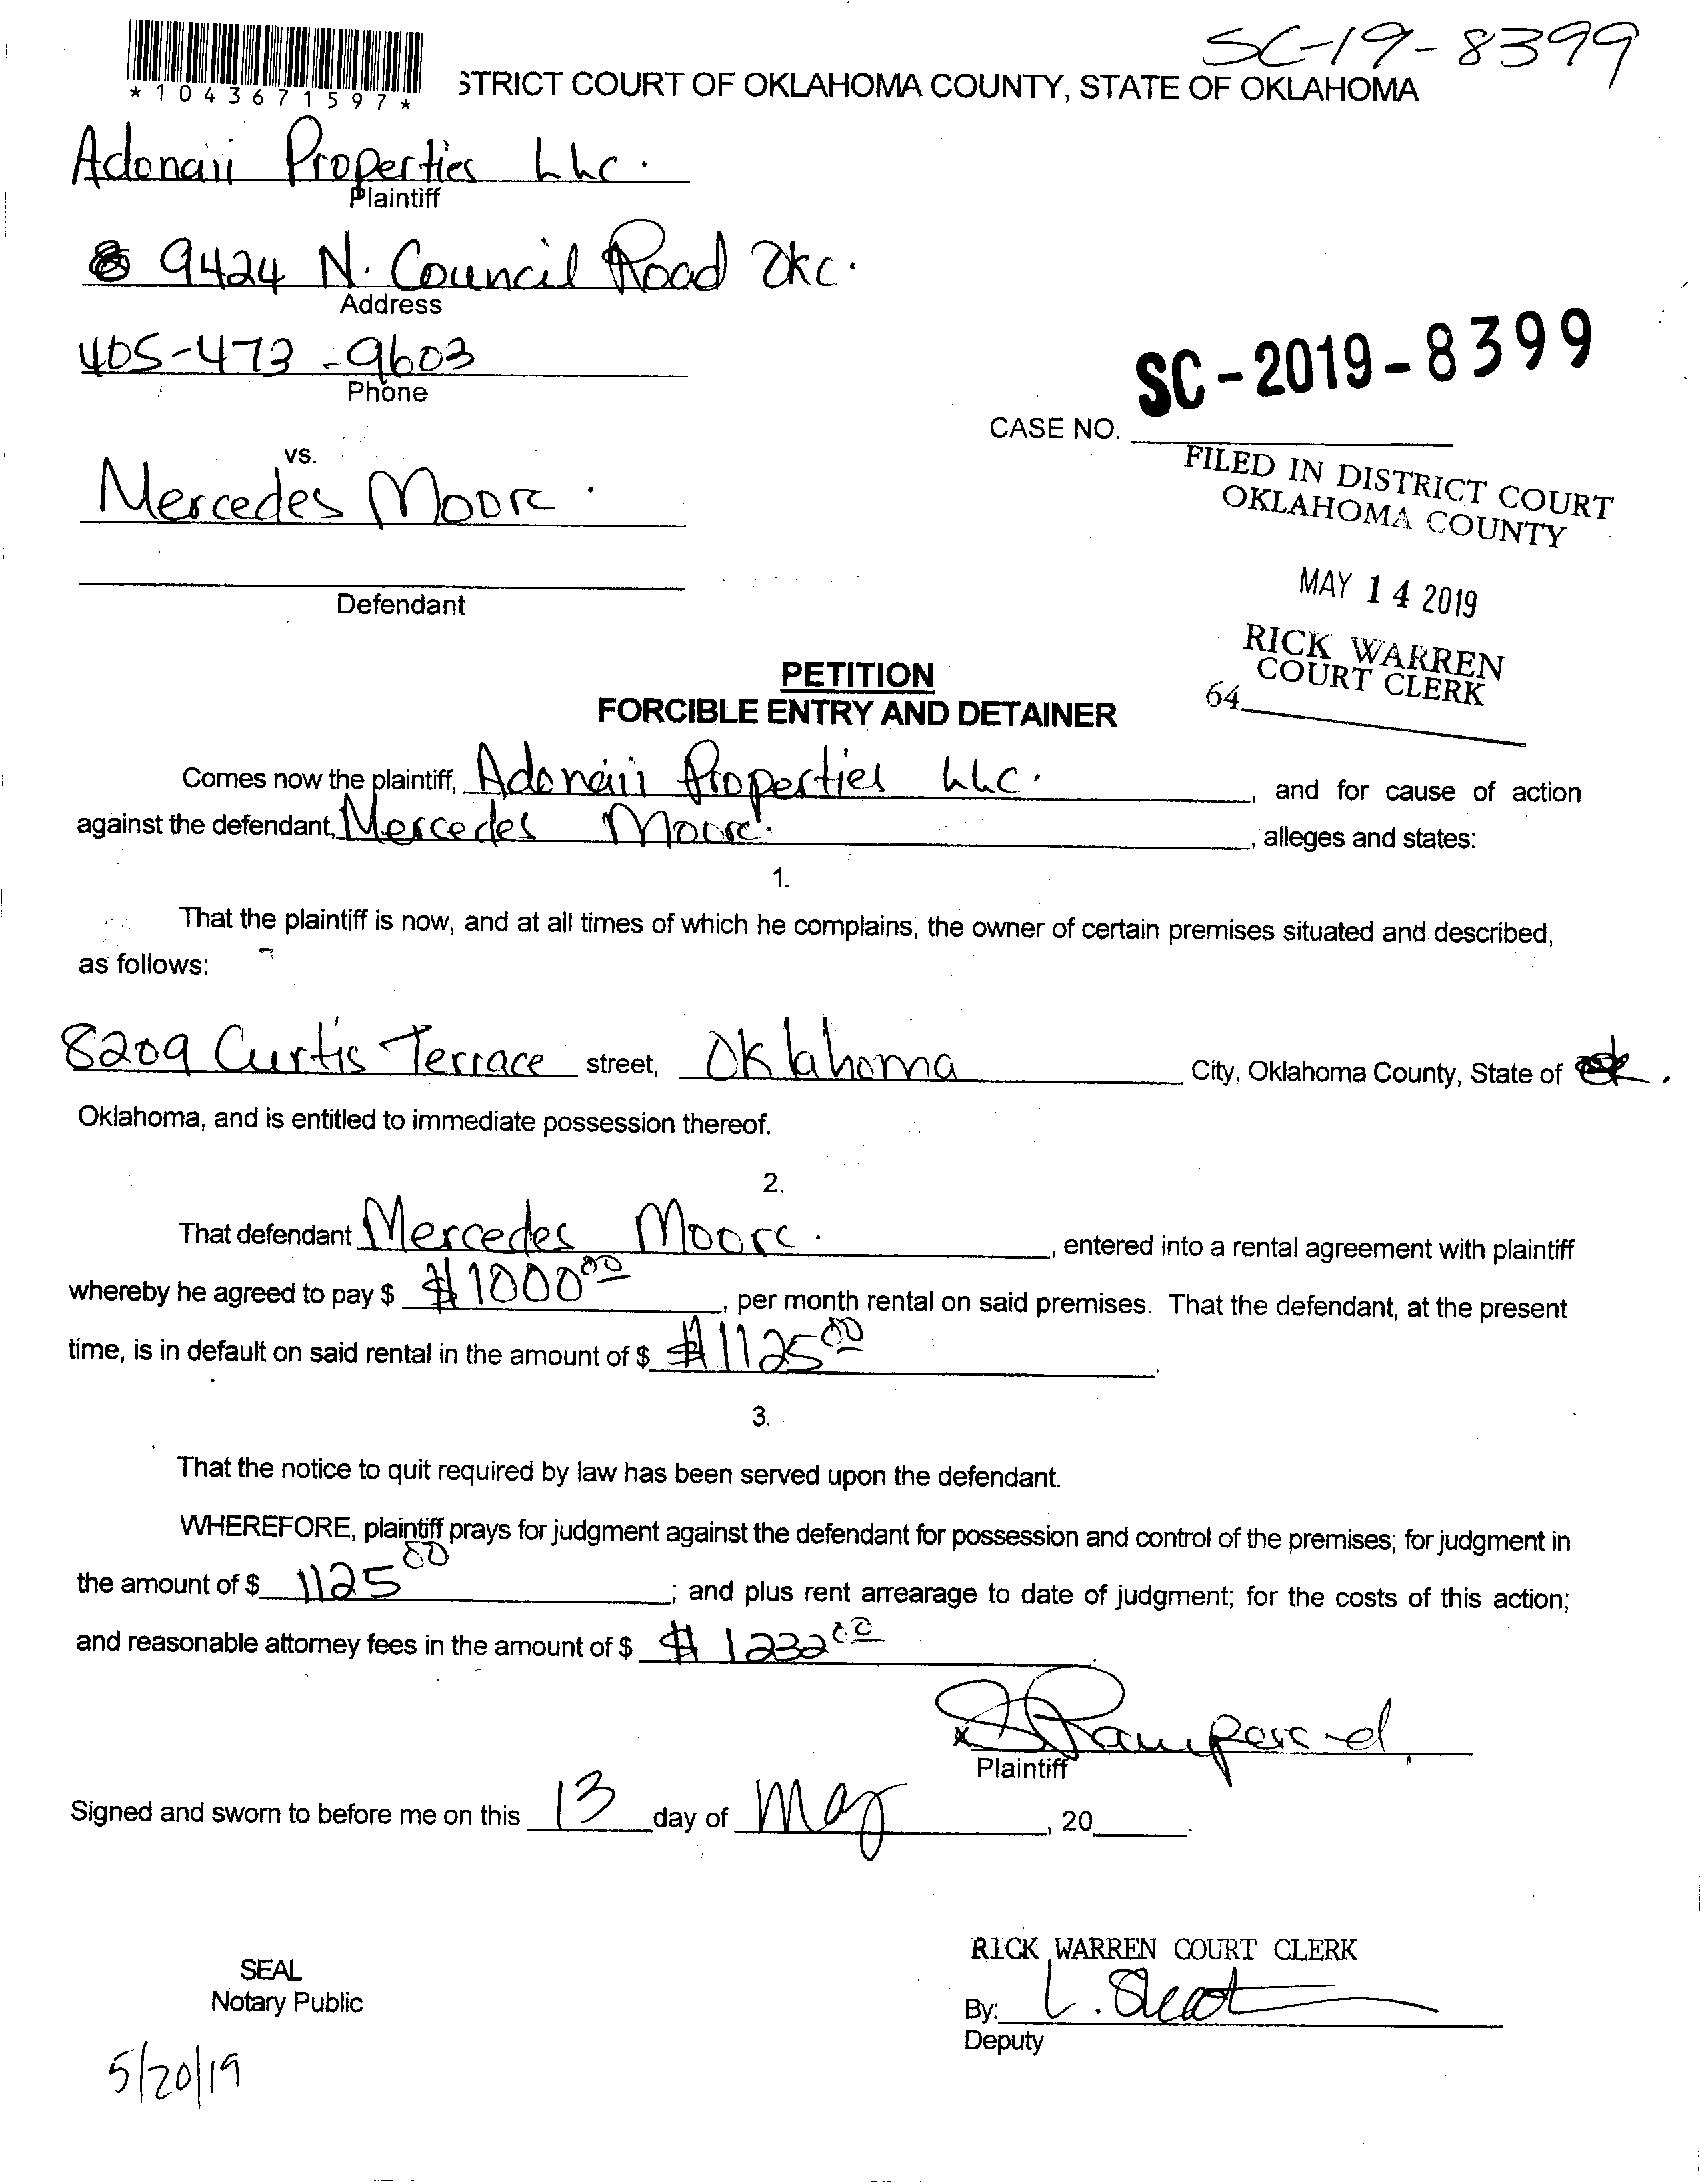 SC-19-8399
*1043671597*
STRICT COURT OF OKLAHOMA COUNTY, STATE OF OKLAHOMA
Adonaii Properties LLC.
Plaintiff
9424 N. Council Road Okc.
Address
405-473-9603
Phone
SC-2019-8399
CASE NO.
vs.
Mercedes Moore.
Defendant
FILED IN DISTRICT COURT
OKLAHOMA COUNTY
MAY 14 2019
RICK WARREN
COURT CLERK
64
PETITION
FORCIBLE ENTRY AND DETAINER
Comes now the plaintiff, Adonaii Properties LLC. , and for cause of action
against the defendant, Mercedes Moore. , alleges and states:
1.
That the plaintiff is now, and at all times of which he complains, the owner of certain premises situated and described,
as follows:
8209 Curtis Terrace street, Oklahoma City, Oklahoma County, State of ok.
Oklahoma, and is entitled to immediate possession thereof.
2.
That defendant Mercedes Moore. , entered into a rental agreement with plaintiff
whereby he agreed to pay $ $1000 00 , per month rental on said premises. That the defendant, at the present
time, is in default on said rental in the amount of $ $1125 00 .
3.
That the notice to quit required by law has been served upon the defendant.
WHEREFORE, plaintiff prays for judgment against the defendant for possession and control of the premises; for judgment in
the amount of $ 1125 00 ; and plus rent arrearage to date of judgment; for the costs of this action;
and reasonable attorney fees in the amount of $ $1232 00
x
Plaintiff
Signed and sworn to before me on this 13 day of May , 20 .
RICK WARREN COURT CLERK
SEAL
Notary Public
By:
Deputy
5/20/19